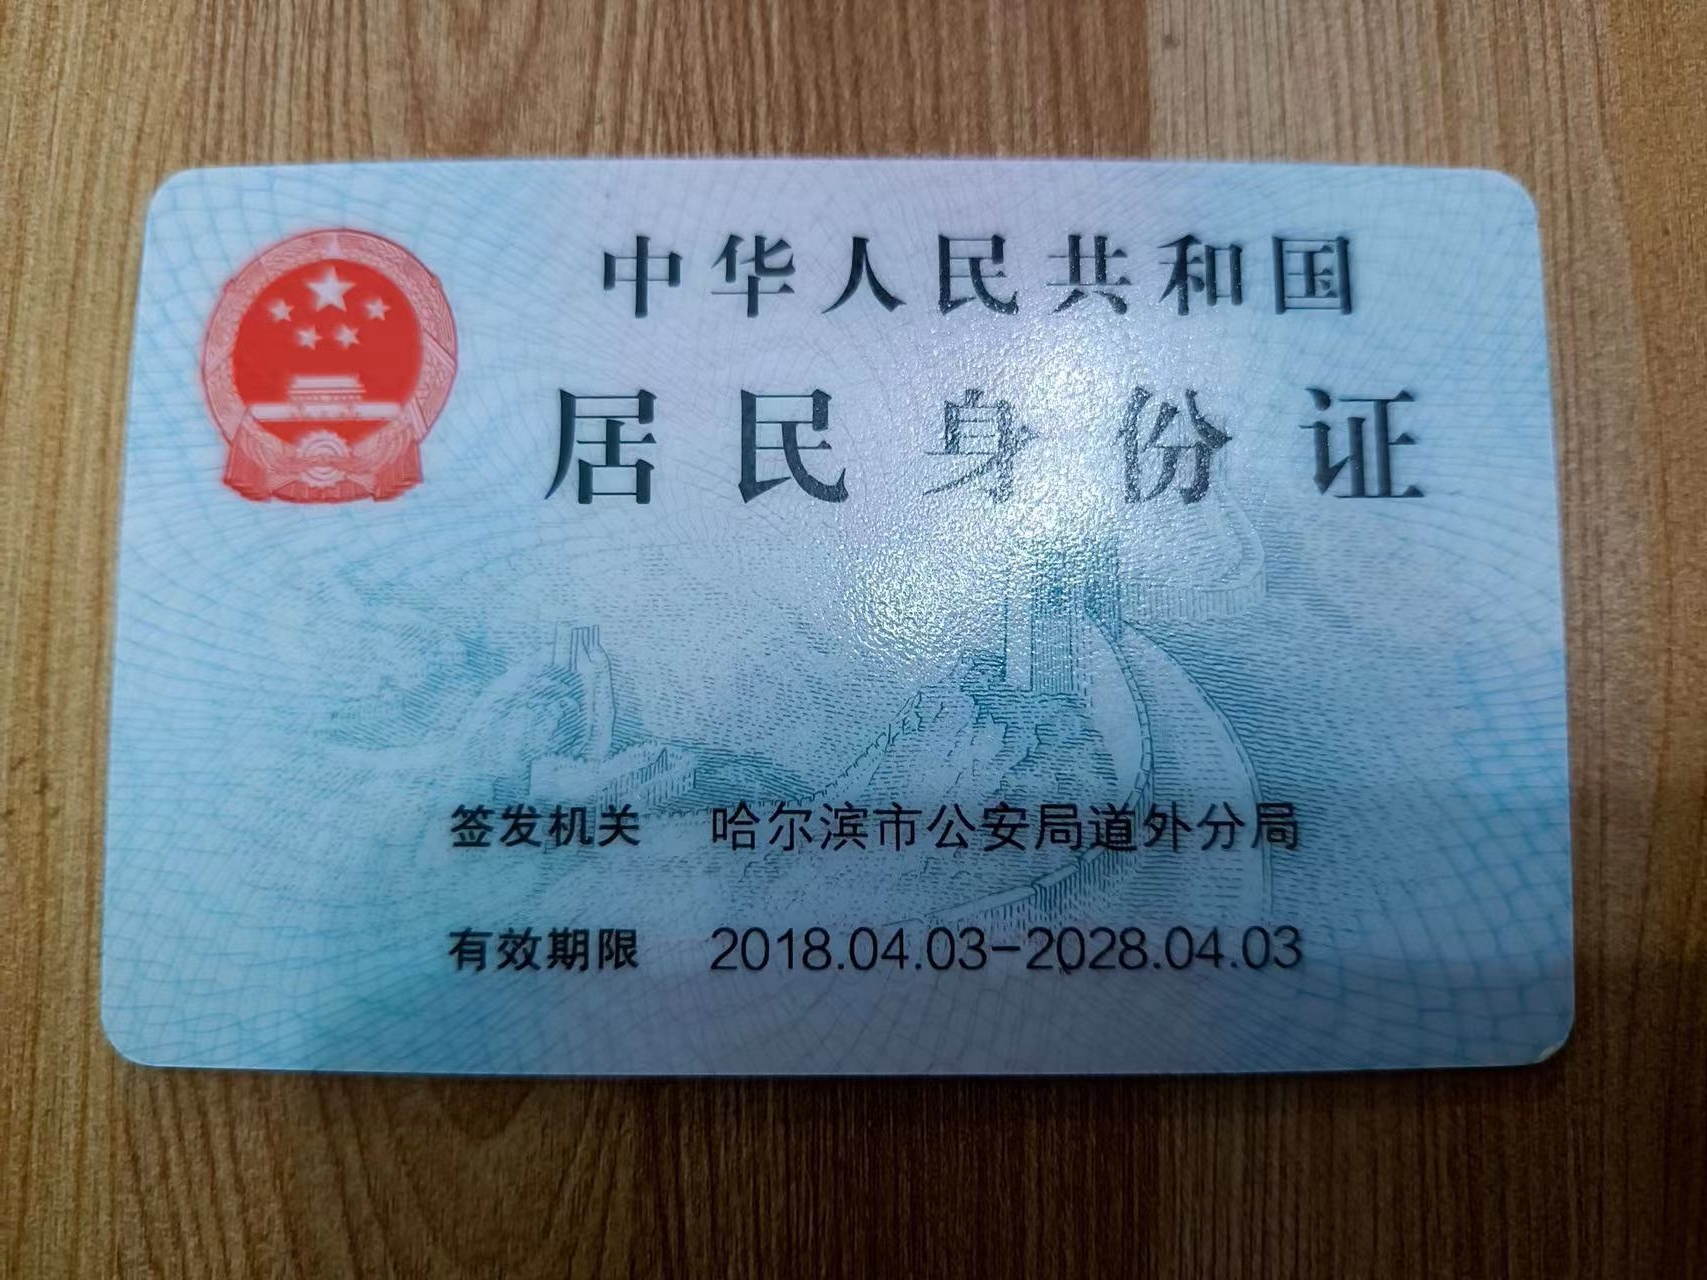 中华人民共和国
居民身份证
签发机关 哈尔滨市公安局道外分局
有效期限 2018.04.03-2028.04.03